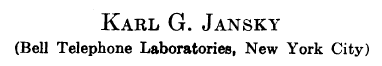 KARL G. JANSKY
(Bell Telephone Laboratories, New York City)